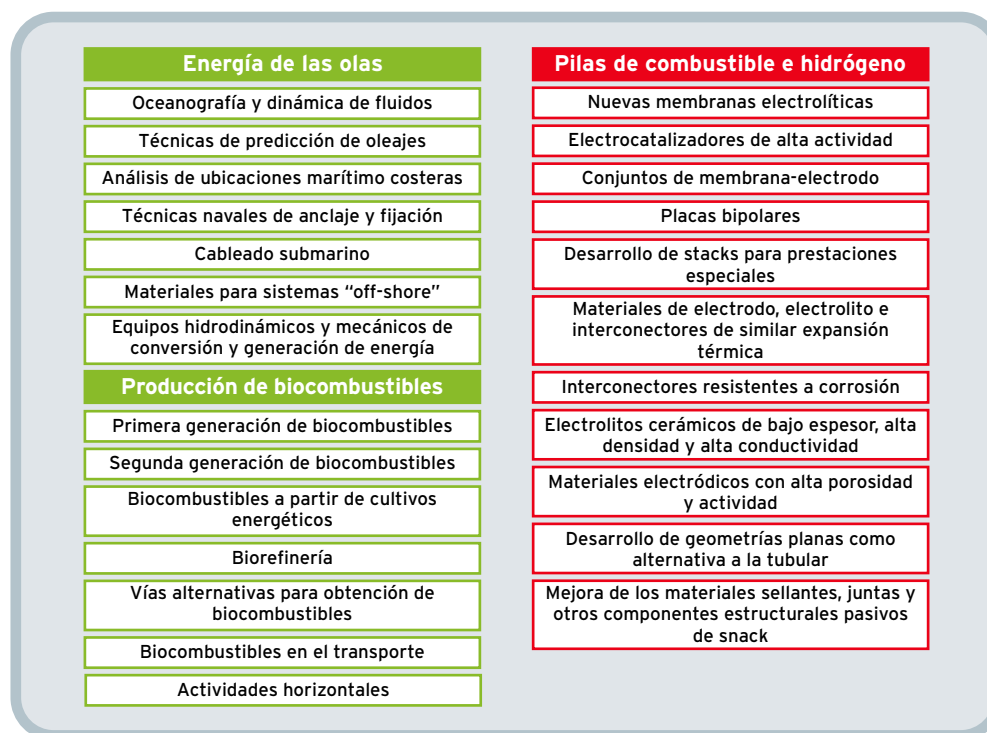 Energía de las olas
Oceanografía y dinámica de fluidos
Técnicas de predicción de oleajes
Análisis de ubicaciones marítimo costeras
Técnicas navales de anclaje y fijación
Cableado submarino
Materiales para sistemas “off-shore”
Equipos hidrodinámicos y mecánicos de
conversión y generación de energía
Producción de biocombustibles
Primera generación de biocombustibles
Segunda generación de biocombustibles
Biocombustibles a partir de cultivos
energéticos
Biorefinería
Vías alternativas para obtención de
biocombustibles
Biocombustibles en el transporte
Actividades horizontales
Pilas de combustible e hidrógeno
Nuevas membranas electrolíticas
Electrocatalizadores de alta actividad
Conjuntos de membrana-electrodo
Placas bipolares
Desarrollo de stacks para prestaciones
especiales
Materiales de electrodo, electrolito e
interconectores de similar expansión
térmica
Interconectores resistentes a corrosión
Electrolitos cerámicos de bajo espesor, alta
densidad y alta conductividad
Materiales electródicos con alta porosidad
y actividad
Desarrollo de geometrías planas como
alternativa a la tubular
Mejora de los materiales sellantes, juntas y
otros componentes estructurales pasivos
de snack